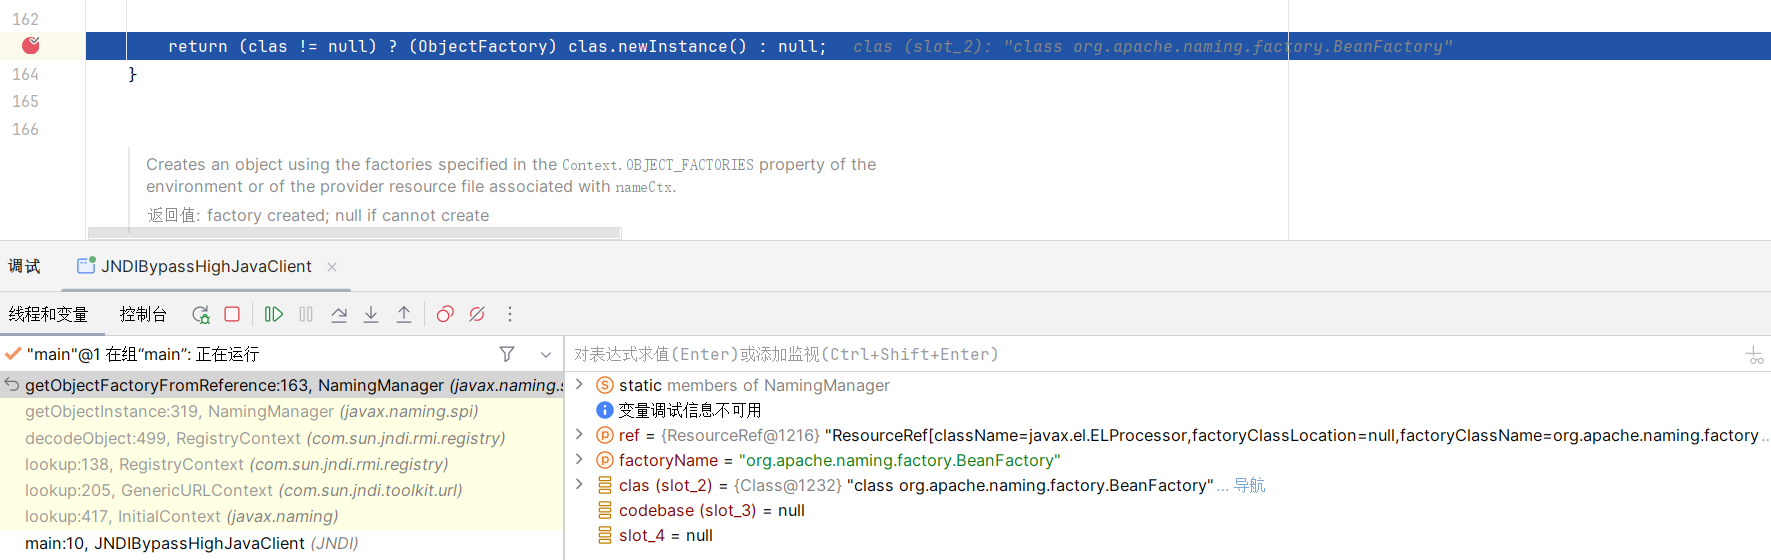 162
return (clas != null) ? (ObjectFactory) clas.newInstance() : null; clas (slot_2): "class org.apache.naming.factory.BeanFactory"
164 }
165
166
Creates an object using the factories specified in the Context.OBJECT_FACTORIES property of the
environment or of the provider resource file associated with nameCtx.
返回值: factory created; null if cannot create
调试 JNDIBypassHighJavaClient
线程和变量 控制台
"main"@1 在组“main”: 正在运行
对表达式求值(Enter)或添加监视(Ctrl+Shift+Enter)
getObjectFactoryFromReference:163, NamingManager (javax.naming.s
getObjectInstance:319, NamingManager (javax.naming.spi)
decodeObject:499, RegistryContext (com.sun.jndi.rmi.registry)
lookup:138, RegistryContext (com.sun.jndi.rmi.registry)
lookup:205, GenericURLContext (com.sun.jndi.toolkit.url)
lookup:417, InitialContext (javax.naming)
main:10, JNDIBypassHighJavaClient (JNDI)
static members of NamingManager
变量调试信息不可用
ref = {ResourceRef@1216} "ResourceRef[className=javax.el.ELProcessor,factoryClassLocation=null,factoryClassName=org.apache.naming.factory...
factoryName = "org.apache.naming.factory.BeanFactory"
clas (slot_2) = {Class@1232} "class org.apache.naming.factory.BeanFactory"... 导航
codebase (slot_3) = null
slot_4 = null